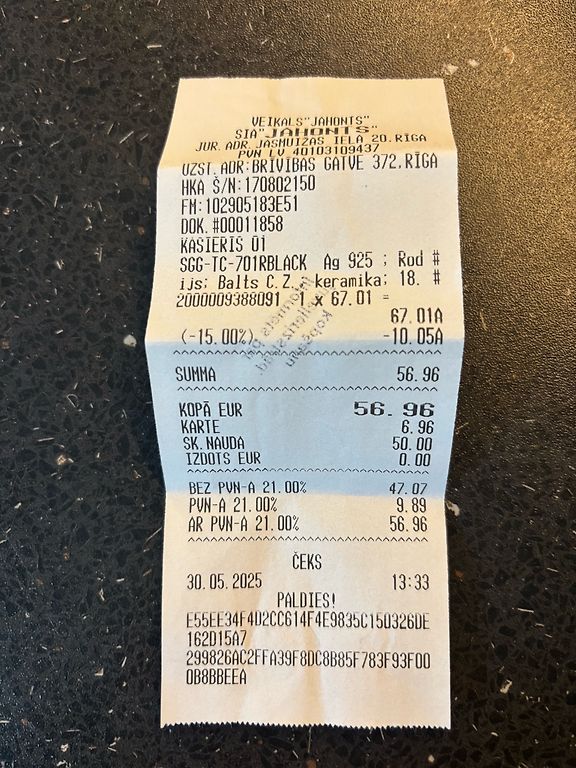 VEIKALS"JAHONTS"
SIA"JAHONTS"
JUR. ADR. JASMUIŽAS IELA 20.RĪGA
PVN LV 40103109437
UZST. ADR:BRĪVĪBAS GATVE 372.RĪGA
HKA Š/N:170802150
FM:102905183E51
DOK.#00011858
KASIERIS 01
SGG-TC-701RBLACK Ag 925 ; Rod #
ijs; Balts C.Z., keramika; 18. #
2000009388091 1 x 67.01 =
67.01A
(-15.00%) -10.05A
SUMMA 56.96
KOPĀ EUR 56.96
KARTE 6.96
SK.NAUDA 50.00
IZDOTS EUR 0.00
BEZ PVN-A 21.00% 47.07
PVN-A 21.00% 9.89
AR PVN-A 21.00% 56.96
ČEKS
30.05.2025 13:33
PALDIES!
E55EE34F4D2CC614F4E9835C150326DE
162D15A7
299826AC2FFA39F8DC8B85F783F93F00
0B8BBEEA